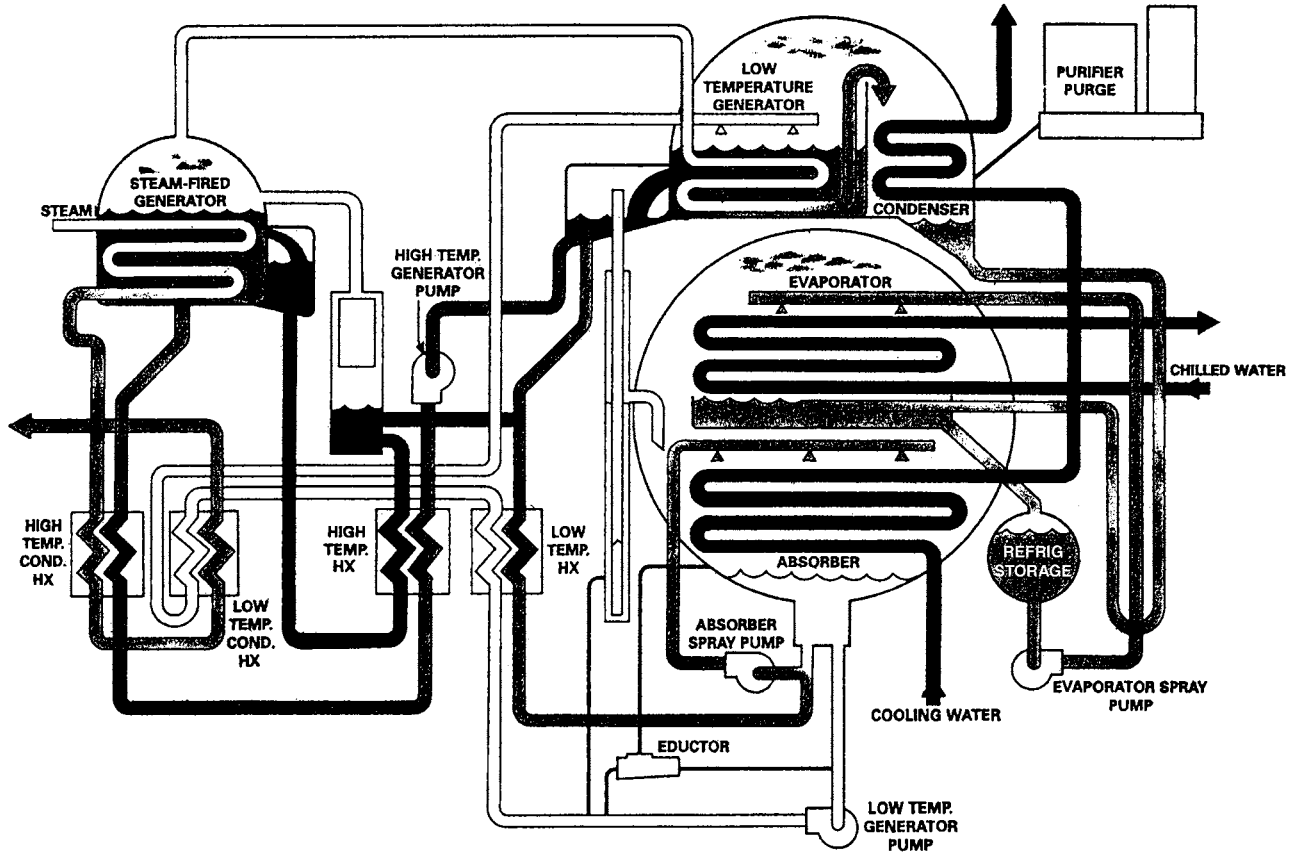 LOW
TEMPERATURE
GENERATOR
PURIFIER
PURGE
STEAM-FIRED
GENERATOR
STEAM
CONDENSER
HIGH TEMP.
GENERATOR
PUMP
EVAPORATOR
CHILLED WATER
HIGH
TEMP.
COND.
HX
LOW
TEMP.
COND.
HX
HIGH
TEMP.
HX
LOW
TEMP.
HX
REFRIG
STORAGE
ABSORBER
ABSORBER
SPRAY PUMP
EVAPORATOR SPRAY
PUMP
COOLING WATER
EDUCTOR
LOW TEMP.
GENERATOR
PUMP